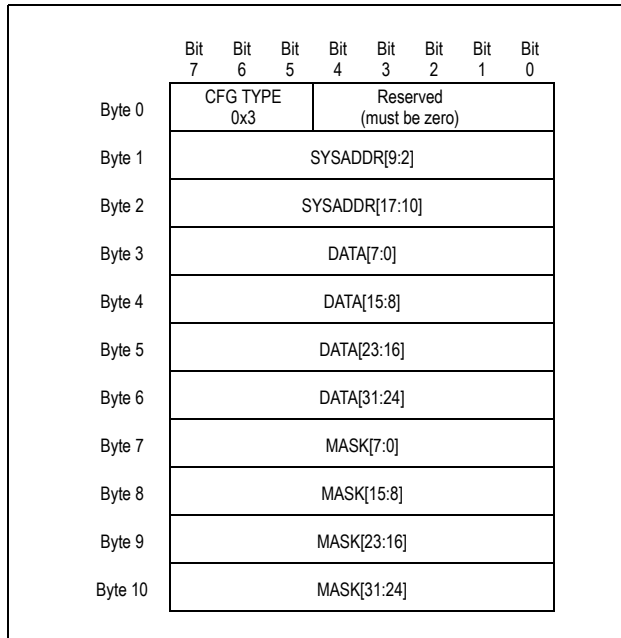 Bit Bit Bit Bit Bit Bit Bit Bit
7 6 5 4 3 2 1 0
Byte 0 CFG TYPE Reserved
0x3 (must be zero)
Byte 1 SYSADDR[9:2]
Byte 2 SYSADDR[17:10]
Byte 3 DATA[7:0]
Byte 4 DATA[15:8]
Byte 5 DATA[23:16]
Byte 6 DATA[31:24]
Byte 7 MASK[7:0]
Byte 8 MASK[15:8]
Byte 9 MASK[23:16]
Byte 10 MASK[31:24]